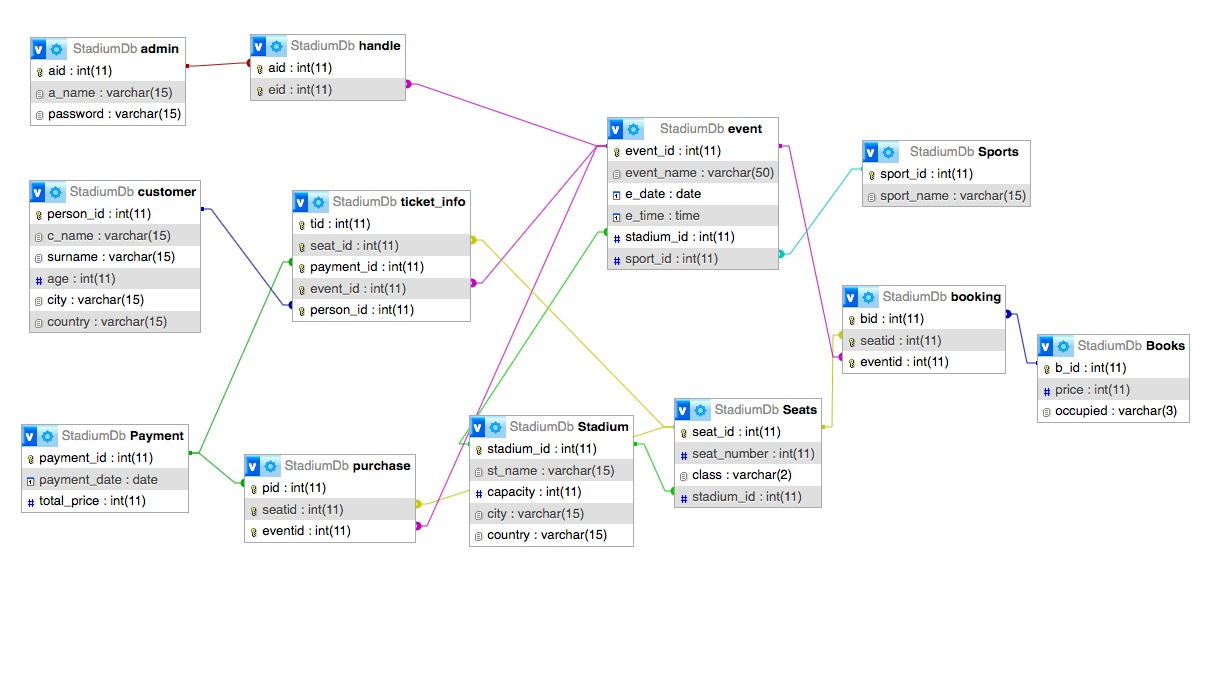 v StadiumDb admin
aid : int(11)
a_name : varchar(15)
password : varchar(15)
v StadiumDb handle
aid : int(11)
eid : int(11)
v StadiumDb event
event_id : int(11)
event_name : varchar(50)
e_date : date
e_time : time
# stadium_id : int(11)
# sport_id : int(11)
v StadiumDb Sports
sport_id : int(11)
sport_name : varchar(15)
v StadiumDb customer
person_id : int(11)
c_name : varchar(15)
surname : varchar(15)
# age : int(11)
city : varchar(15)
country : varchar(15)
v StadiumDb ticket_info
tid : int(11)
seat_id : int(11)
payment_id : int(11)
event_id : int(11)
person_id : int(11)
v StadiumDb booking
bid : int(11)
seatid : int(11)
eventid : int(11)
v StadiumDb Books
b_id : int(11)
# price : int(11)
occupied : varchar(3)
v StadiumDb Payment
payment_id : int(11)
payment_date : date
# total_price : int(11)
v StadiumDb purchase
pid : int(11)
seatid : int(11)
eventid : int(11)
v StadiumDb Stadium
stadium_id : int(11)
st_name : varchar(15)
# capacity : int(11)
city : varchar(15)
country : varchar(15)
v StadiumDb Seats
seat_id : int(11)
# seat_number : int(11)
class : varchar(2)
# stadium_id : int(11)